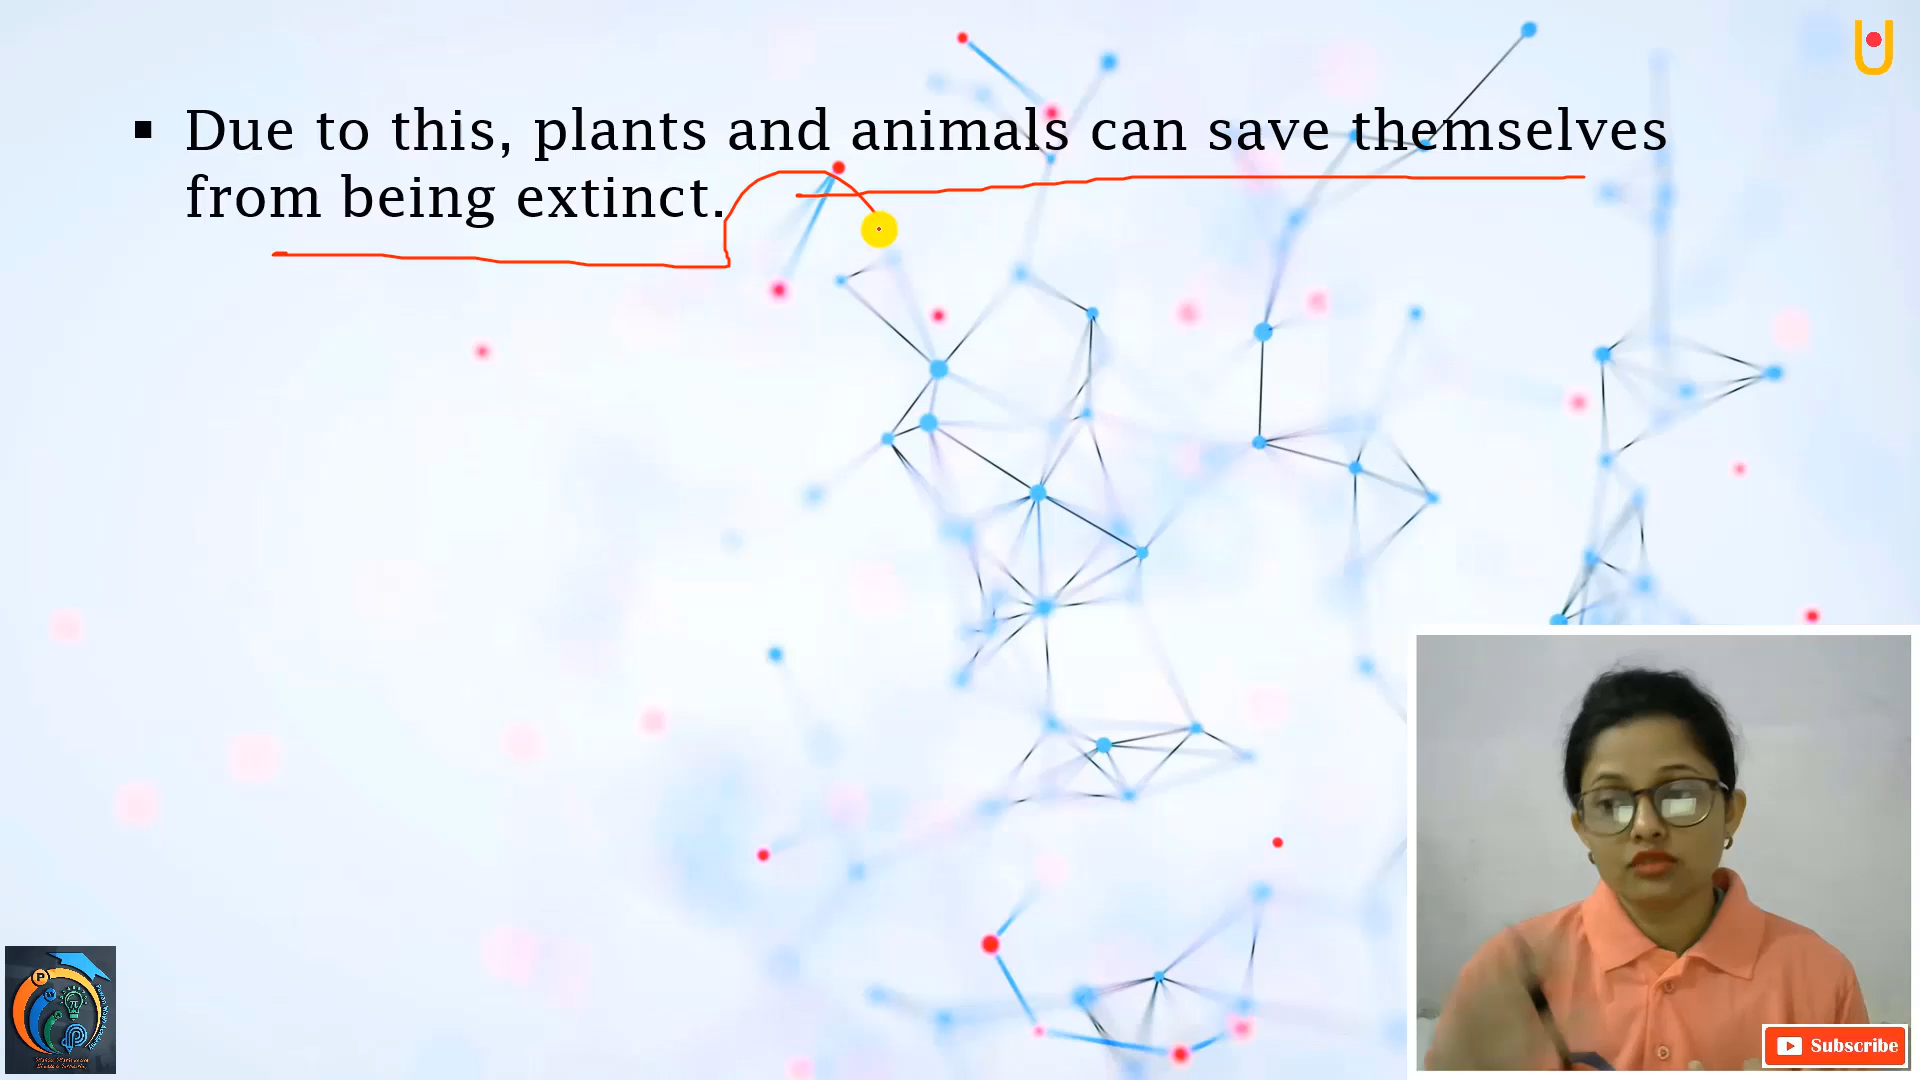 ▪ Due to this, plants and animals can save themselves
from being extinct.
Subscribe